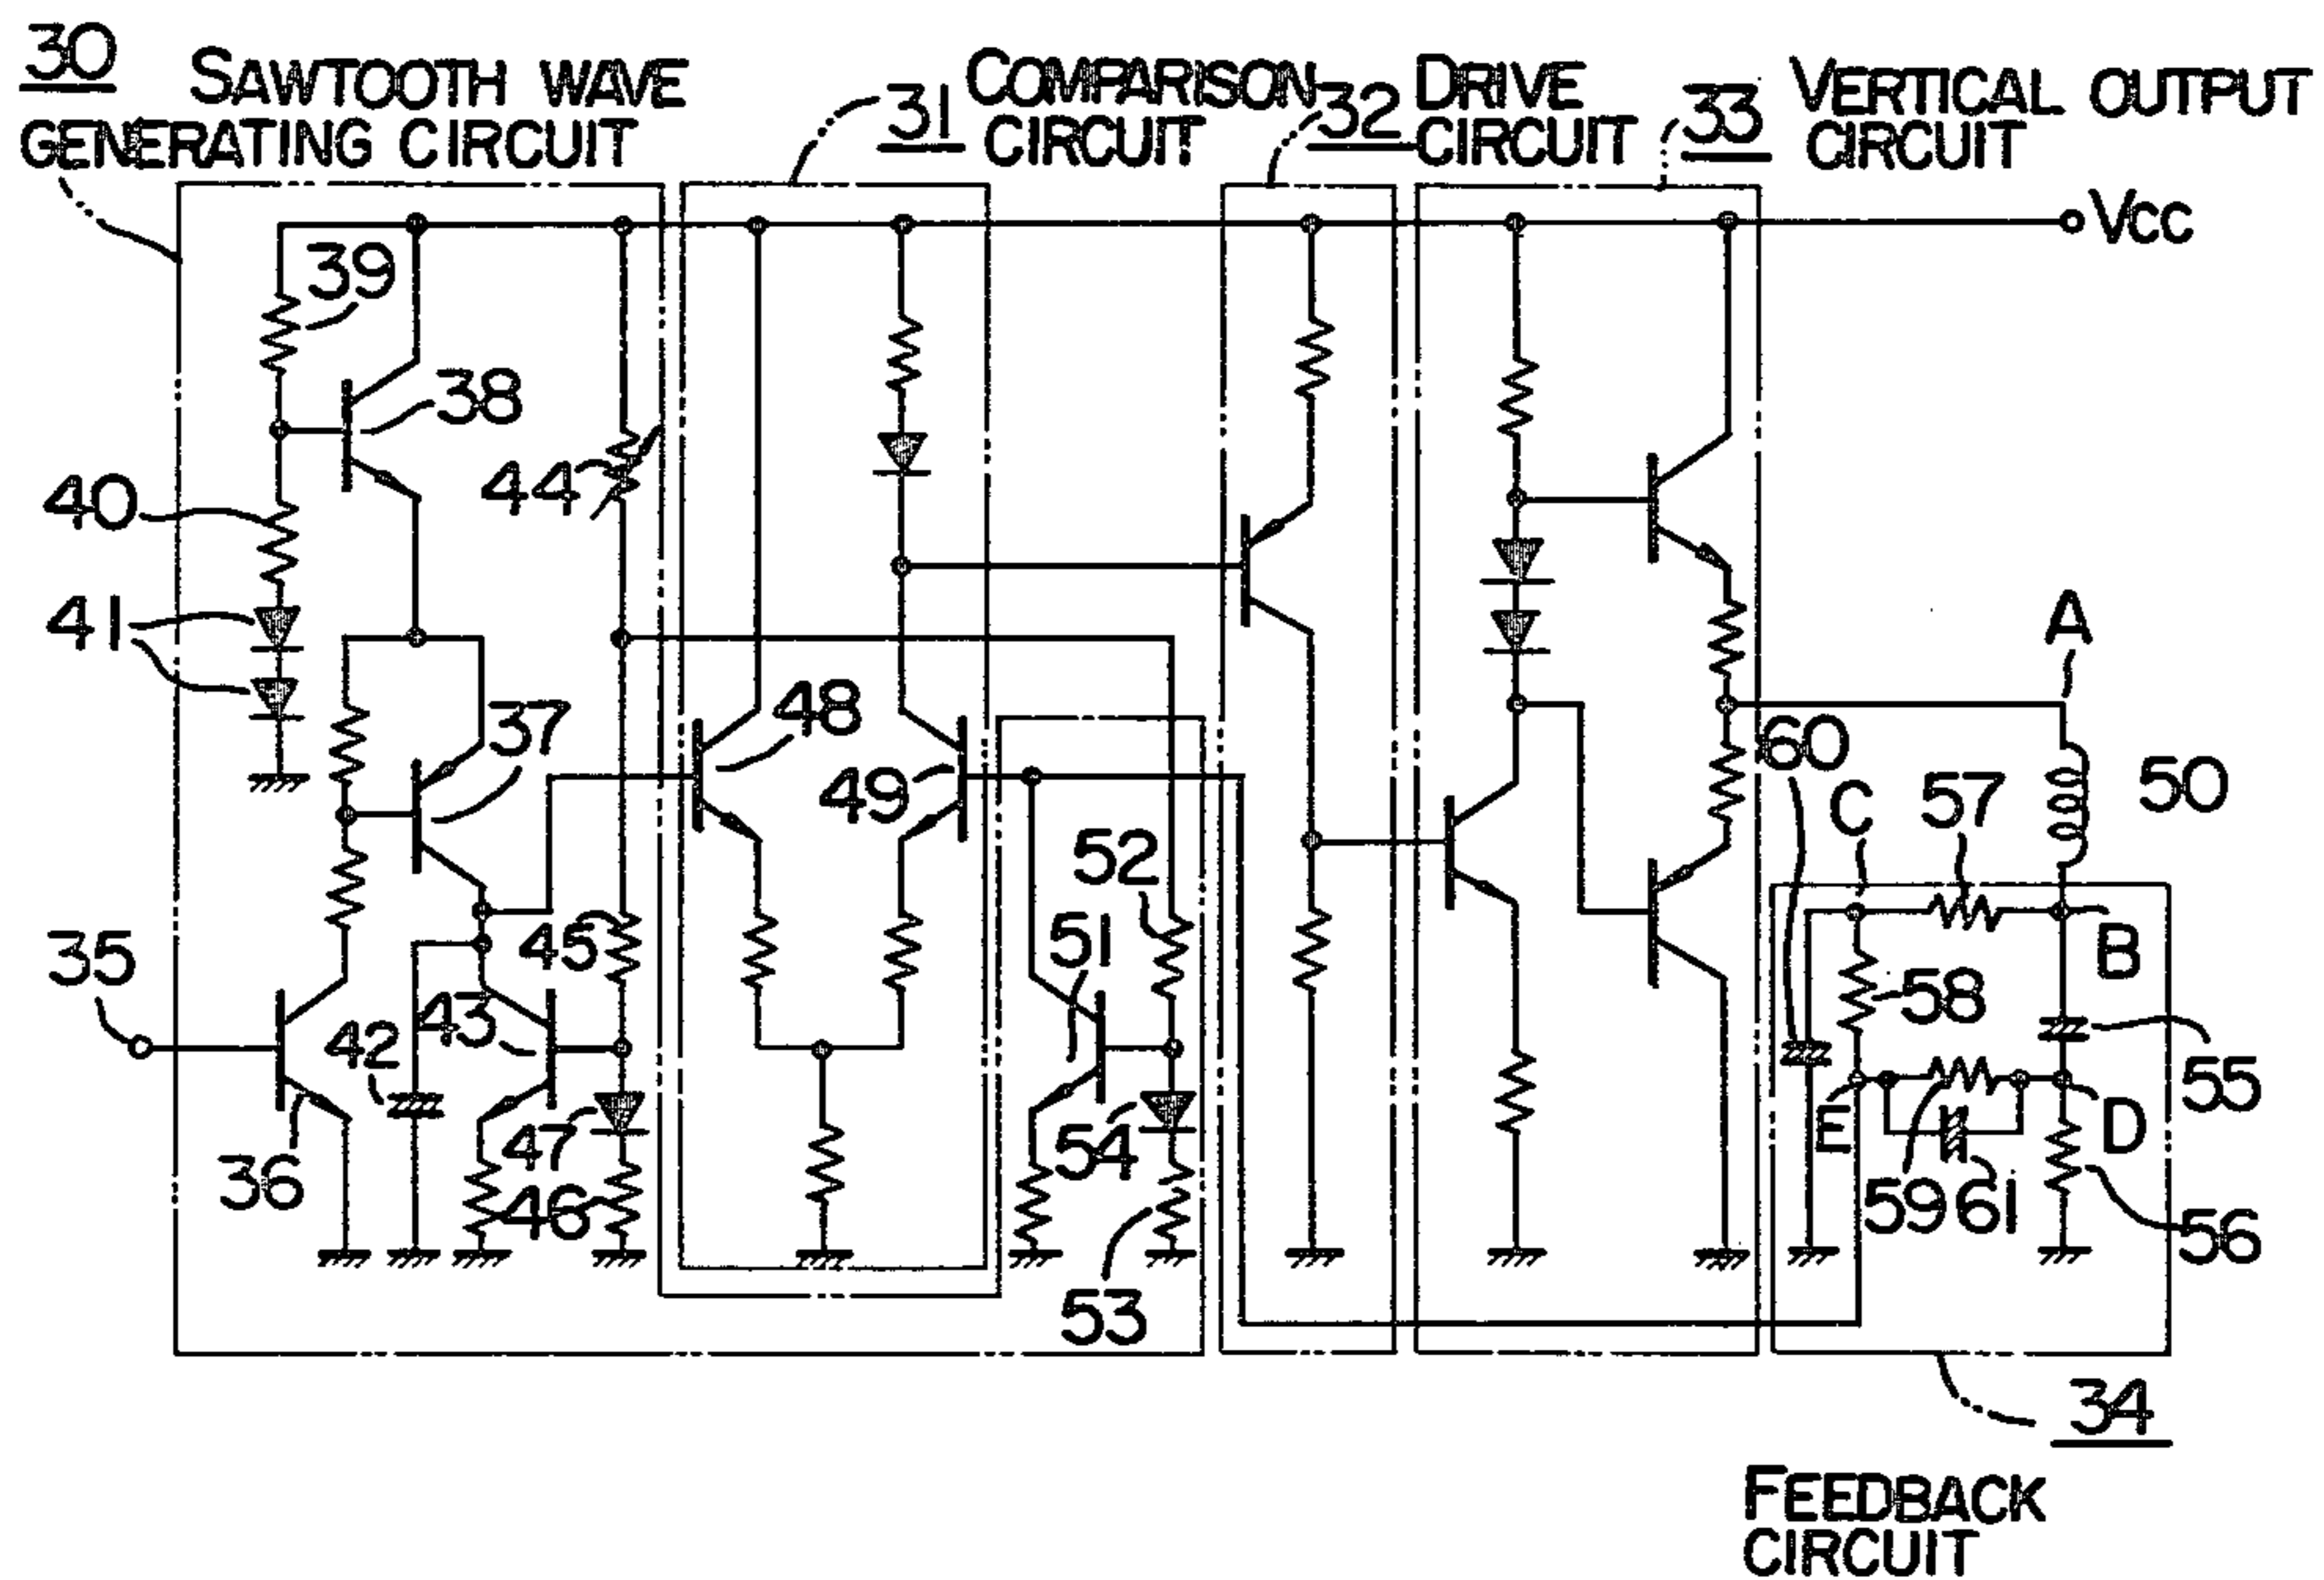 30 SAWTOOTH WAVE
GENERATING CIRCUIT
31 COMPARISON
CIRCUIT
32 DRIVE
CIRCUIT
33 VERTICAL OUTPUT
CIRCUIT
VCC
39
38
44
40
41
A
37
48
60
50
49
C
57
52
51
45
B
35
58
43
42
55
E
D
47
54
36
46
59
61
56
53
34
FEEDBACK
CIRCUIT